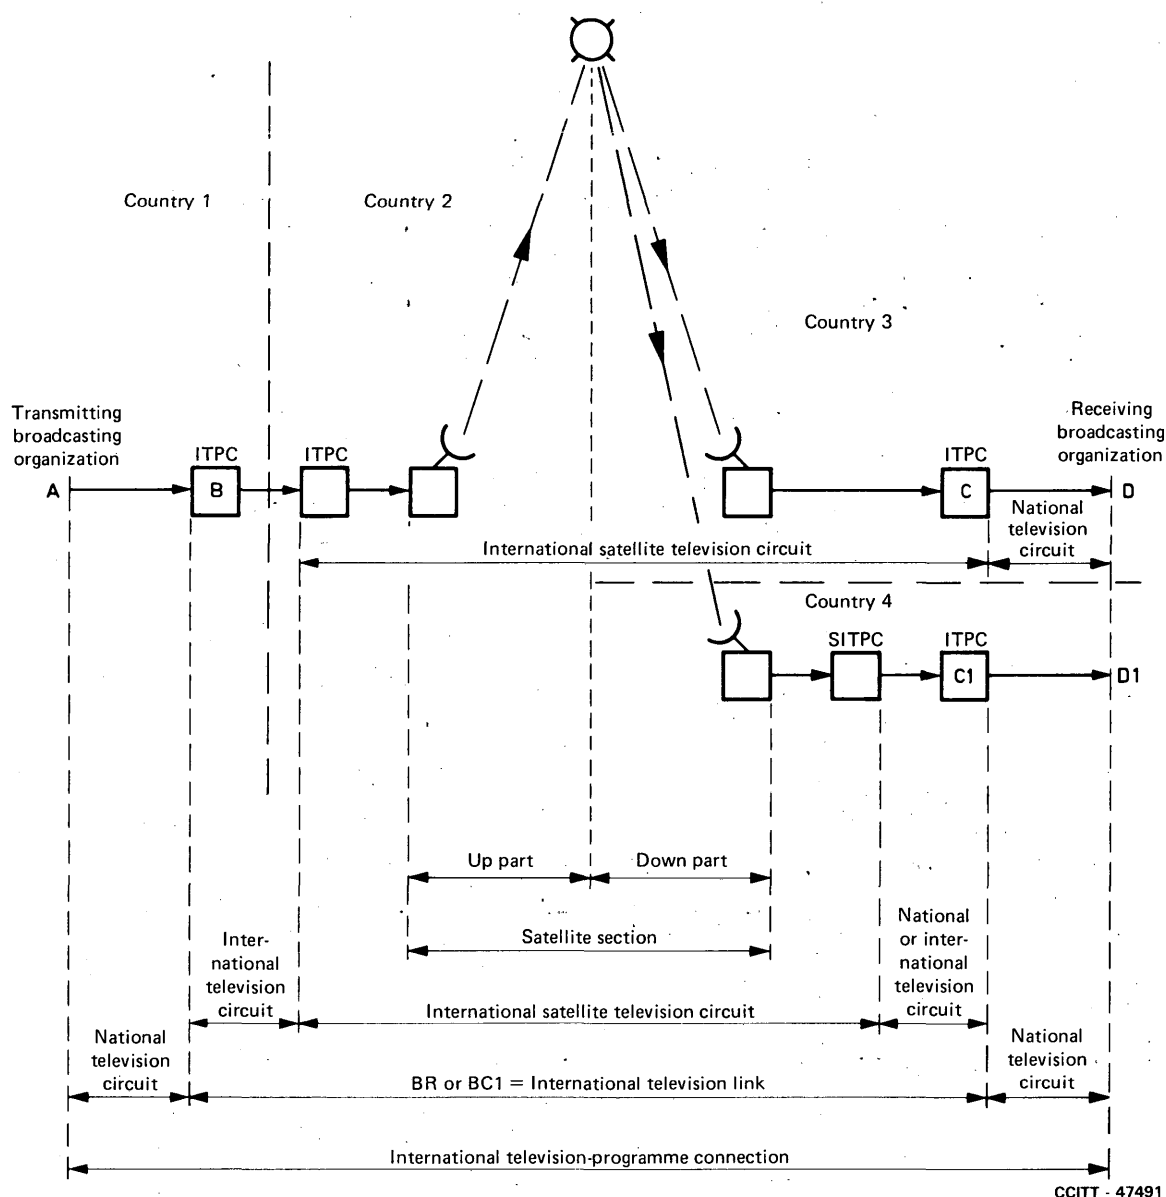 Country 1
Country 2
Country 3
Transmitting
broadcasting
organization
Receiving
broadcasting
organization
ITPC
ITPC
ITPC
A
B
C
D
National
television
circuit
International satellite television circuit
Country 4
SITPC
ITPC
C1
D1
Up part
Down part
Satellite section
Inter-
national
television
circuit
National
or inter-
national
television
circuit
International satellite television circuit
National
television
circuit
National
television
circuit
BR or BC1 = International television link
International television-programme connection
CCITT - 47491